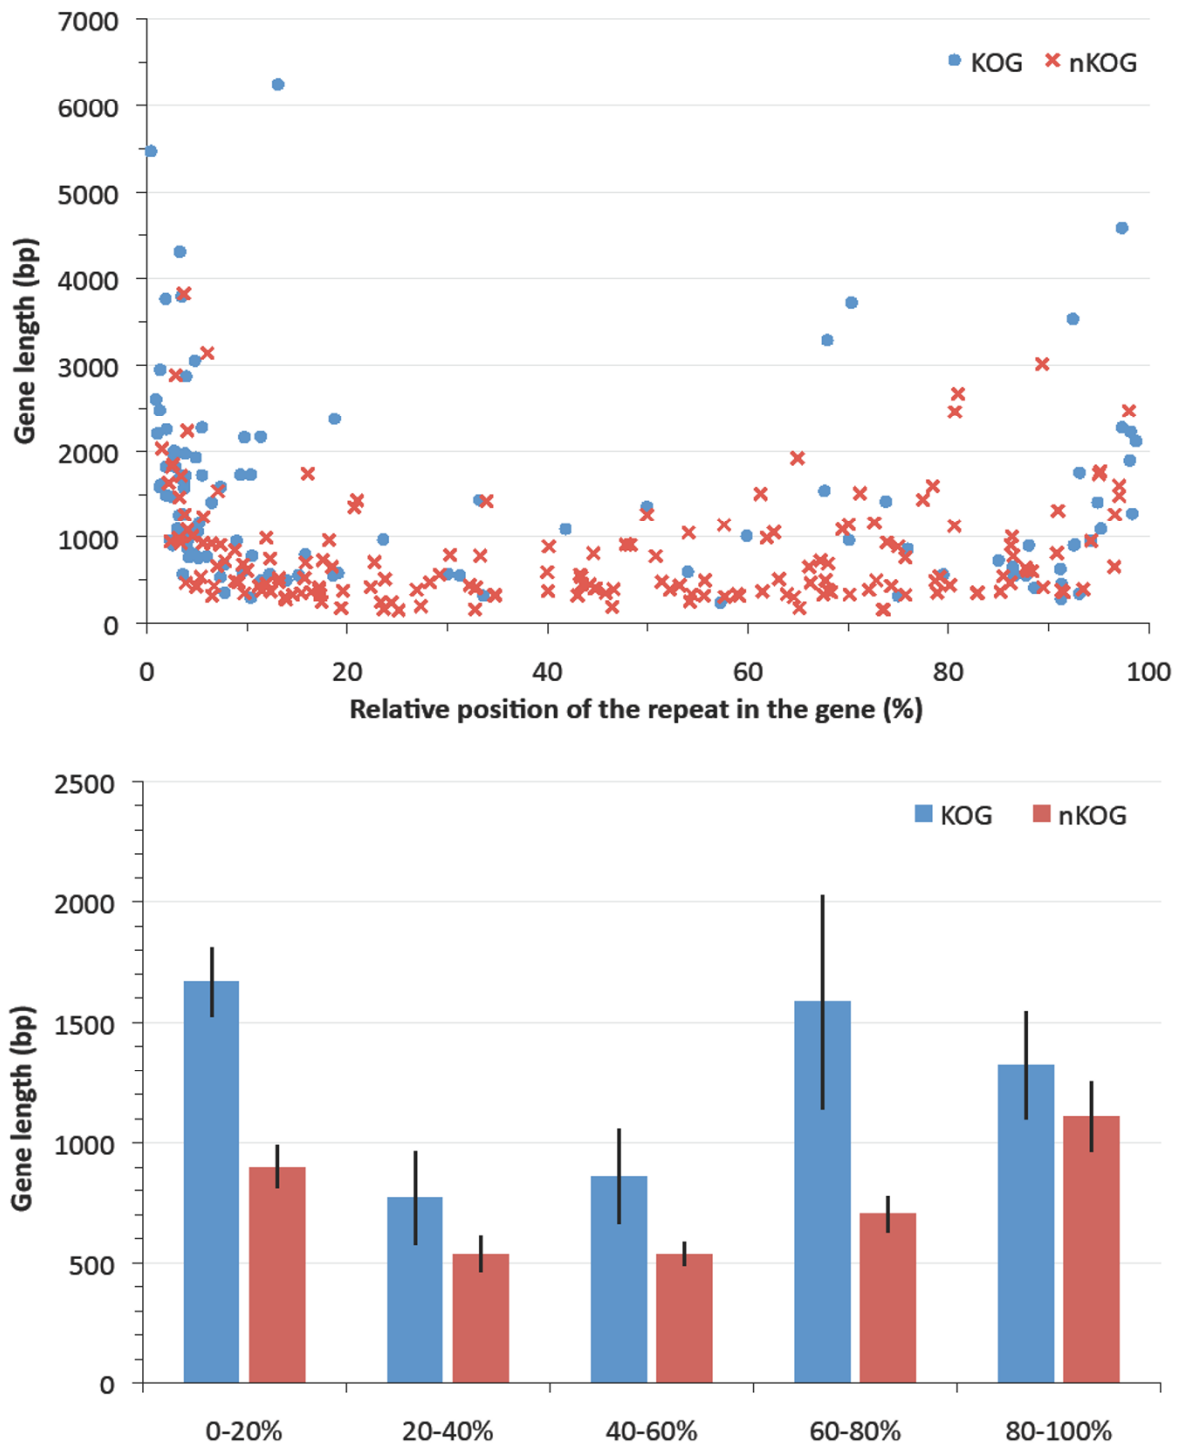 7000
KOG nKOG
6000
5000
4000
3000
2000
1000
0
Gene length (bp)
0 20 40 60 80 100
Relative position of the repeat in the gene (%)
2500
KOG nKOG
2000
1500
1000
500
0
Gene length (bp)
0-20% 20-40% 40-60% 60-80% 80-100%